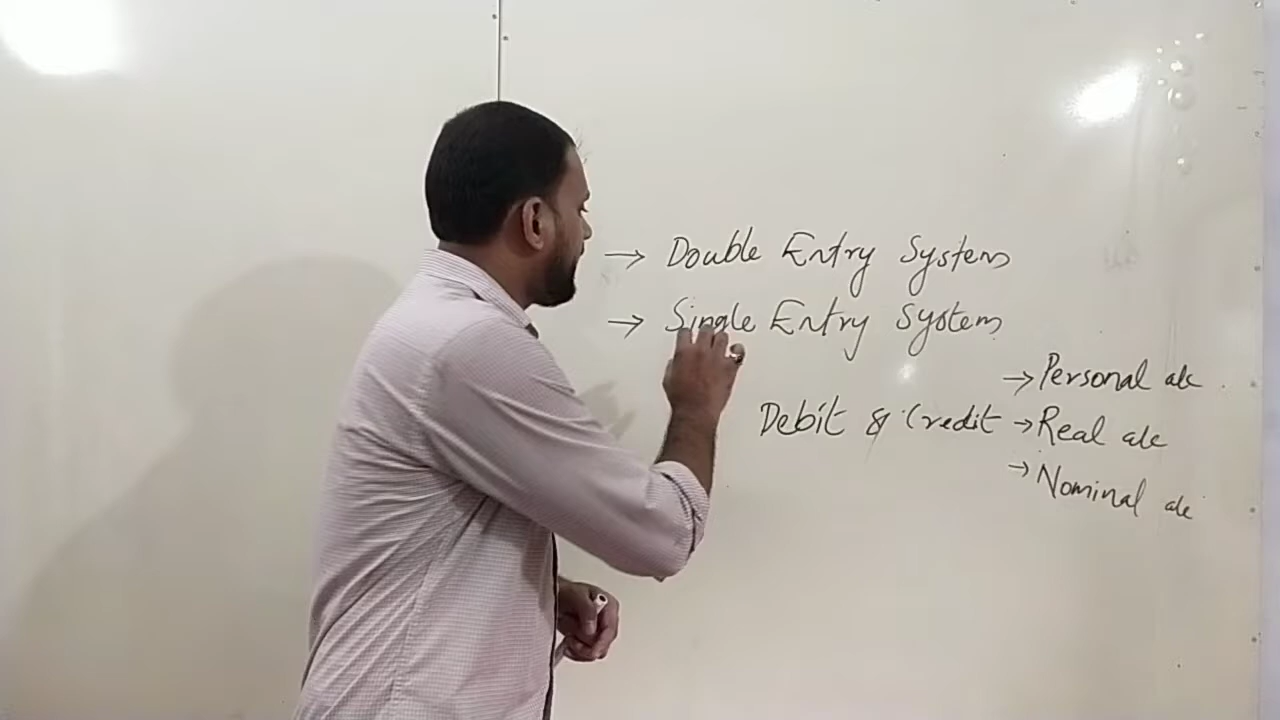 → Double Entry System
→ Single Entry System
Debit & Credit
→ Personal a/c
→ Real a/c
→ Nominal a/c